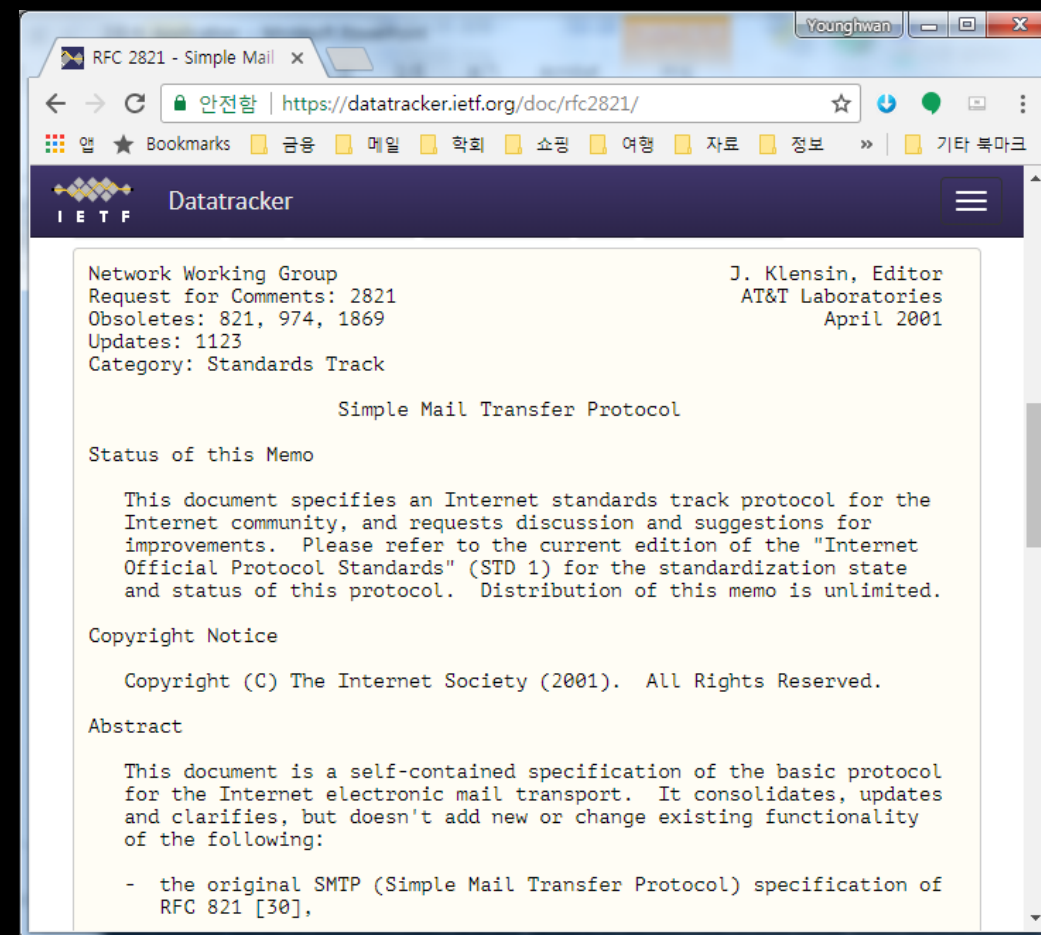 Younghwan
RFC 2821 - Simple Mail
안전함 https://datatracker.ietf.org/doc/rfc2821/
앱 Bookmarks 금융 메일 학회 쇼핑 여행 자료 정보 » 기타 북마크
IETF Datatracker
Network Working Group J. Klensin, Editor
Request for Comments: 2821 AT&T Laboratories
Obsoletes: 821, 974, 1869 April 2001
Updates: 1123
Category: Standards Track
Simple Mail Transfer Protocol
Status of this Memo
This document specifies an Internet standards track protocol for the
Internet community, and requests discussion and suggestions for
improvements. Please refer to the current edition of the "Internet
Official Protocol Standards" (STD 1) for the standardization state
and status of this protocol. Distribution of this memo is unlimited.
Copyright Notice
Copyright (C) The Internet Society (2001). All Rights Reserved.
Abstract
This document is a self-contained specification of the basic protocol
for the Internet electronic mail transport. It consolidates, updates
and clarifies, but doesn't add new or change existing functionality
of the following:
- the original SMTP (Simple Mail Transfer Protocol) specification of
RFC 821 [30],